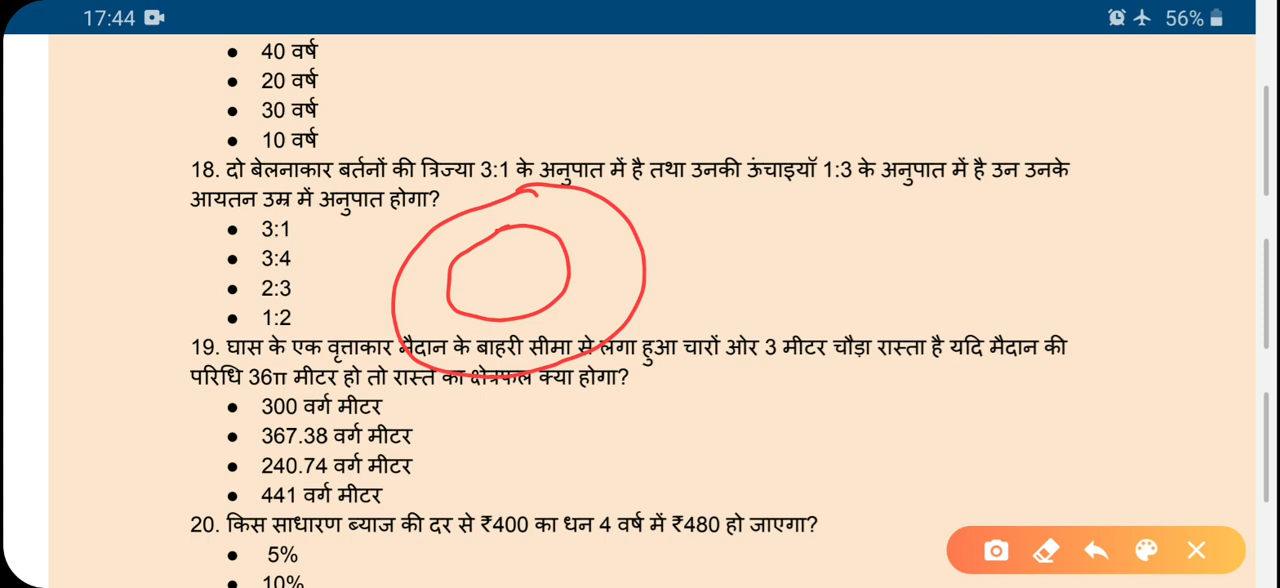 17:44 56%
40 वर्ष
20 वर्ष
30 वर्ष
10 वर्ष
18. दो बेलनाकार बर्तनों की त्रिज्या 3:1 के अनुपात में है तथा उनकी ऊंचाइयाँ 1:3 के अनुपात में है उन उनके
आयतन उम्र में अनुपात होगा?
3:1
3:4
2:3
1:2
19. घास के एक वृत्ताकार मैदान के बाहरी सीमा से लगा हुआ चारों ओर 3 मीटर चौड़ा रास्ता है यदि मैदान की
परिधि 36π मीटर हो तो रास्ते का क्षेत्रफल क्या होगा?
300 वर्ग मीटर
367.38 वर्ग मीटर
240.74 वर्ग मीटर
441 वर्ग मीटर
20. किस साधारण ब्याज की दर से ₹400 का धन 4 वर्ष में ₹480 हो जाएगा?
5%
10%